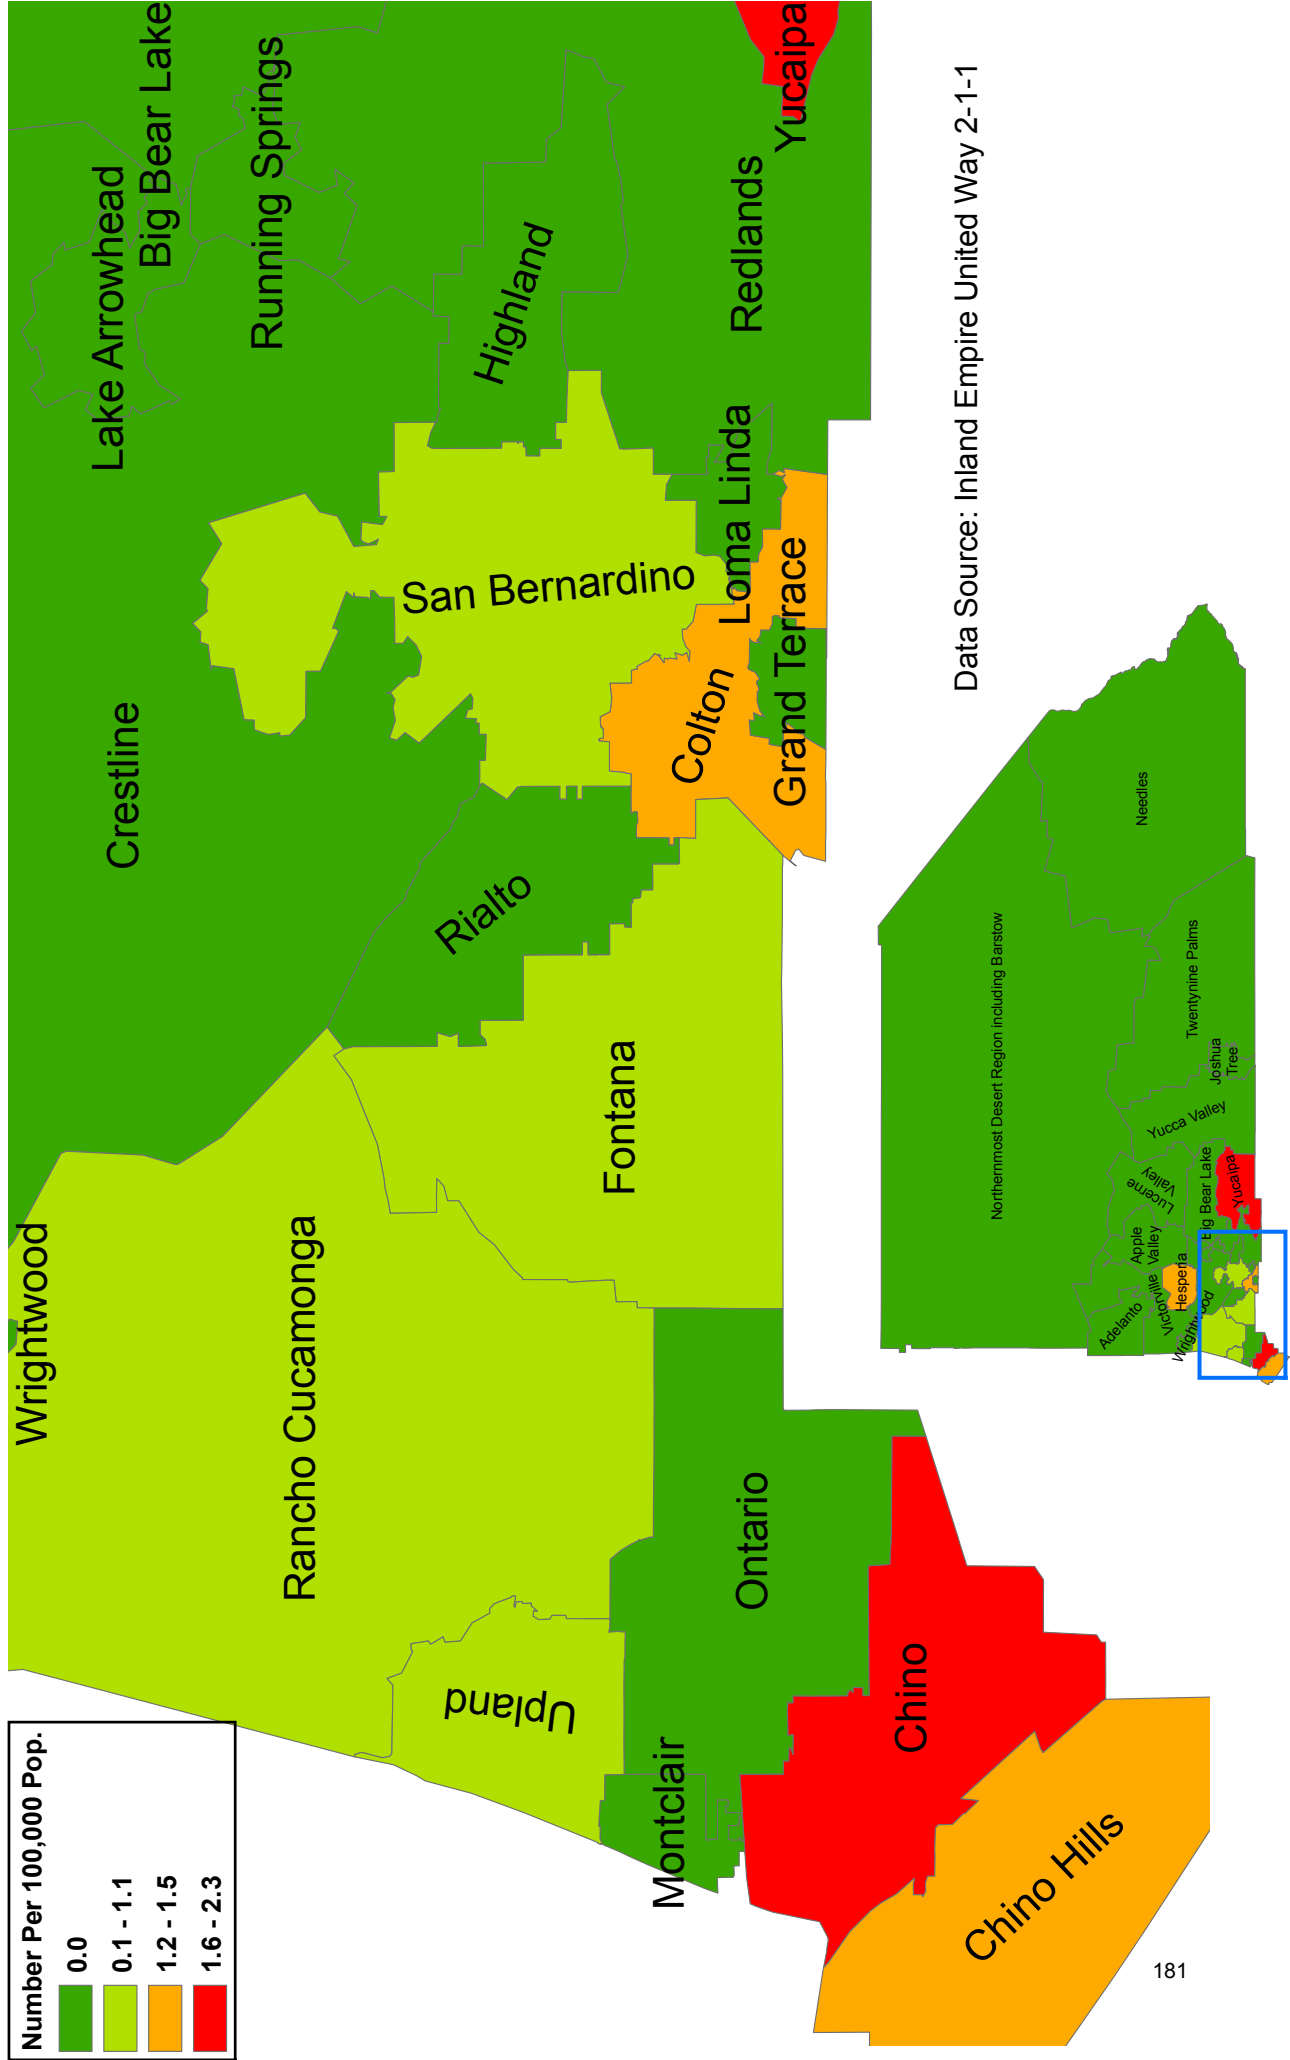 Number Per 100,000 Pop.
0.0
0.1 - 1.1
1.2 - 1.5
1.6 - 2.3
Wrightwood
Crestline
Lake Arrowhead
Big Bear Lake
Running Springs
Rancho Cucamonga
Upland
Rialto
San Bernardino
Highland
Fontana
Montclair
Ontario
Colton
Loma Linda
Redlands
Yucaipa
Grand Terrace
Chino
Chino Hills
Data Source: Inland Empire United Way 2-1-1
Northernmost Desert Region including Barstow
Needles
Twentynine Palms
Joshua
Tree
Yucca Valley
Lucerne
Valley
Apple
Valley
Adelanto
Victorville
Hesperia
Wrightwood
Big Bear Lake
Yucaipa
181